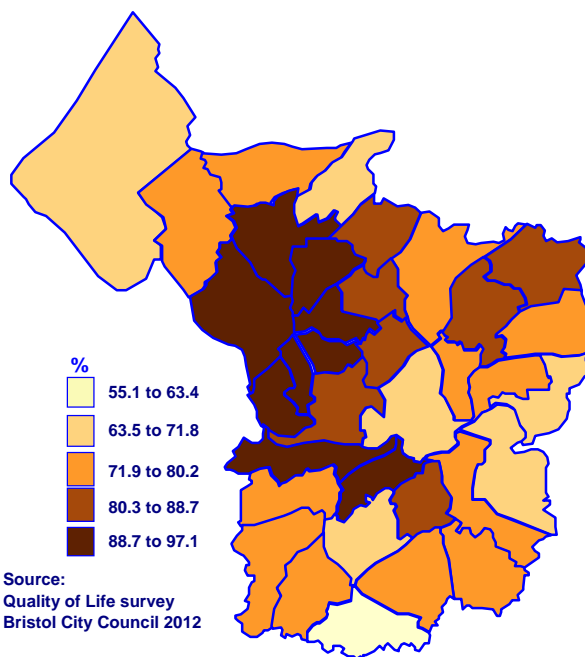 %
55.1 to 63.4
63.5 to 71.8
71.9 to 80.2
80.3 to 88.7
88.7 to 97.1
Source:
Quality of Life survey
Bristol City Council 2012